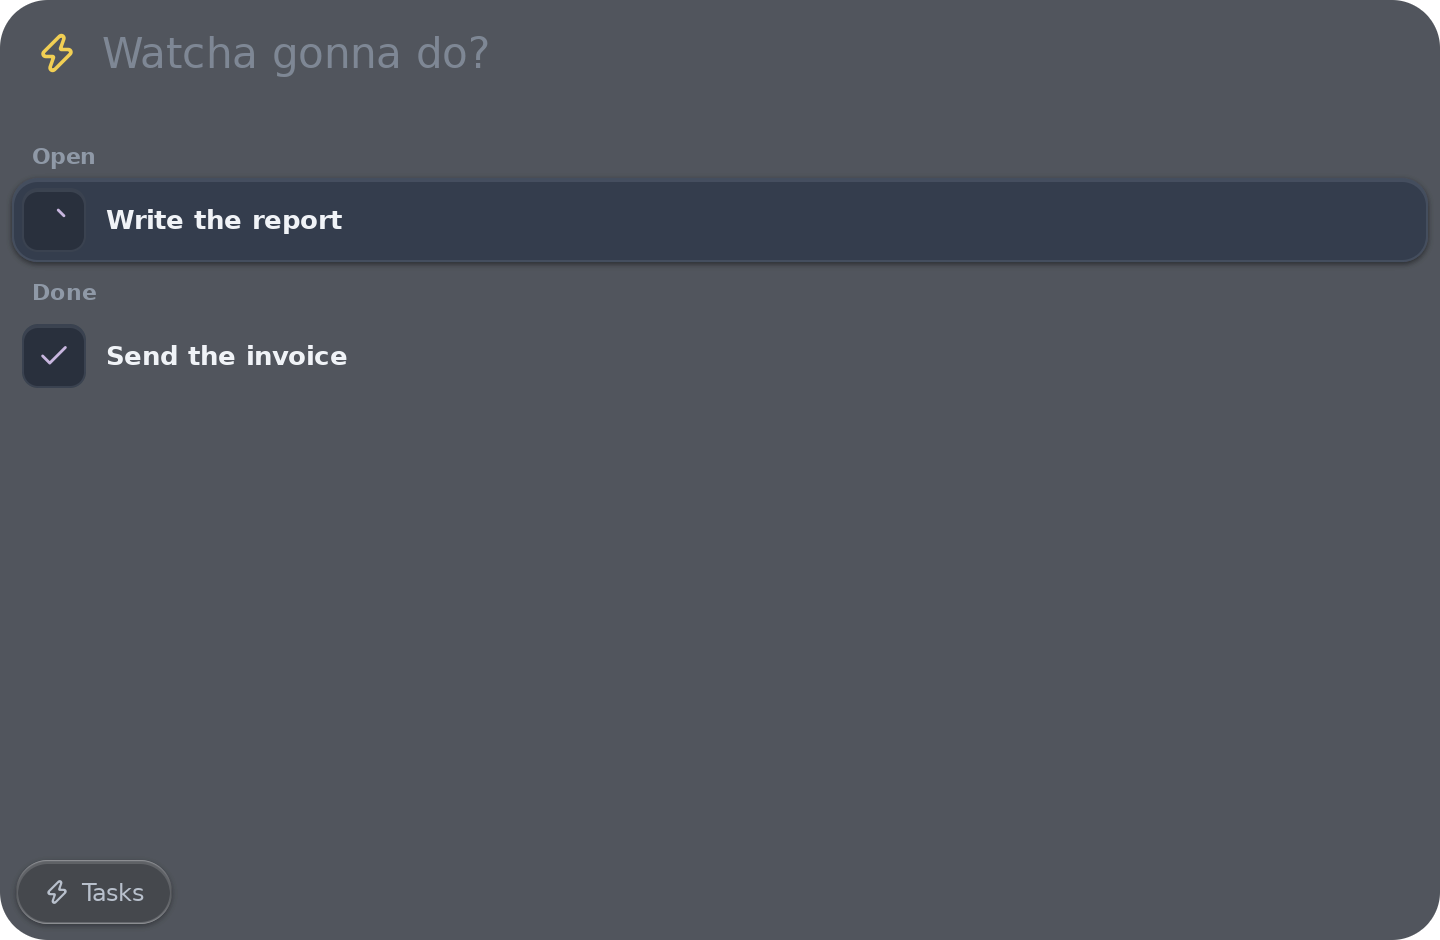 Watcha gonna do?
Open
Write the report
Done
Send the invoice
Tasks